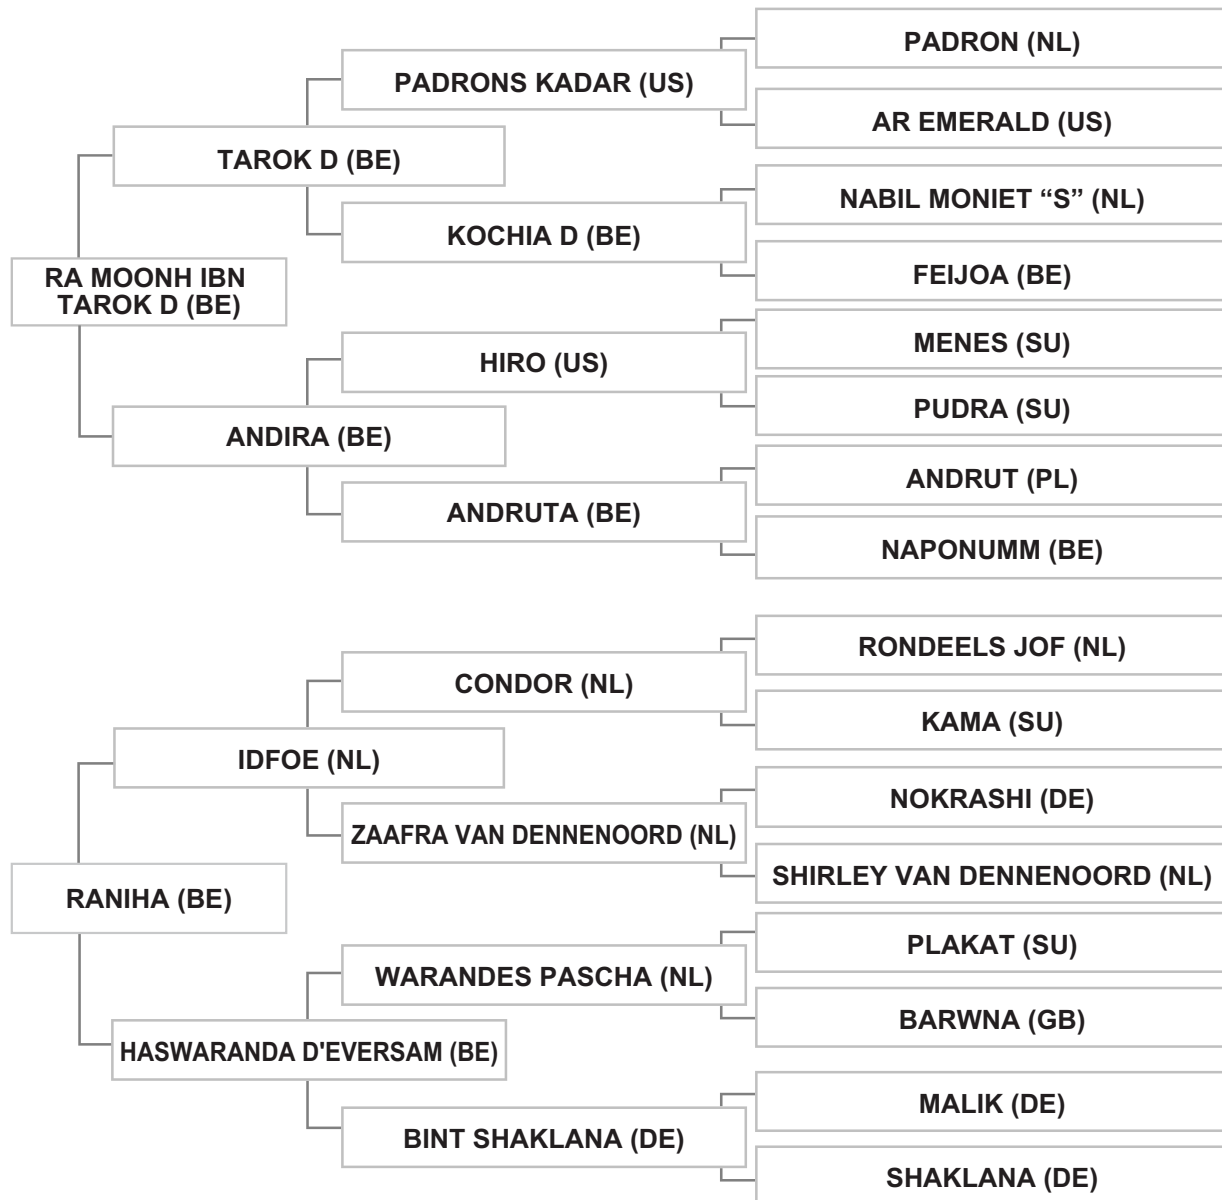 PADRON (NL)
PADRONS KADAR (US)
AR EMERALD (US)
TAROK D (BE)
NABIL MONIET “S” (NL)
KOCHIA D (BE)
FEIJOA (BE)
RA MOONH IBN
TAROK D (BE)
MENES (SU)
HIRO (US)
PUDRA (SU)
ANDIRA (BE)
ANDRUT (PL)
ANDRUTA (BE)
NAPONUMM (BE)
RONDEELS JOF (NL)
CONDOR (NL)
KAMA (SU)
IDFOE (NL)
NOKRASHI (DE)
ZAAFRA VAN DENNENOORD (NL)
SHIRLEY VAN DENNENOORD (NL)
RANIHA (BE)
PLAKAT (SU)
WARANDES PASCHA (NL)
BARWNA (GB)
HASWARANDA D'EVERSAM (BE)
MALIK (DE)
BINT SHAKLANA (DE)
SHAKLANA (DE)